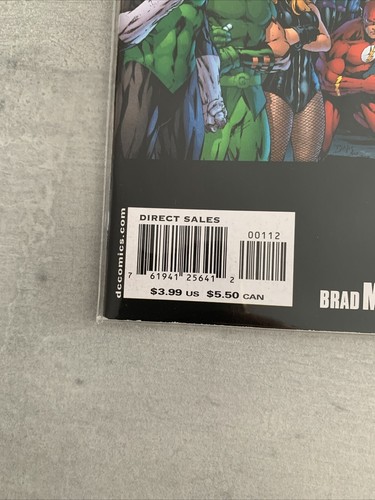 DIRECT SALES
00112
7 61941 25641 2
$3.99 US $5.50 CAN
dccomics.com
BRAD M